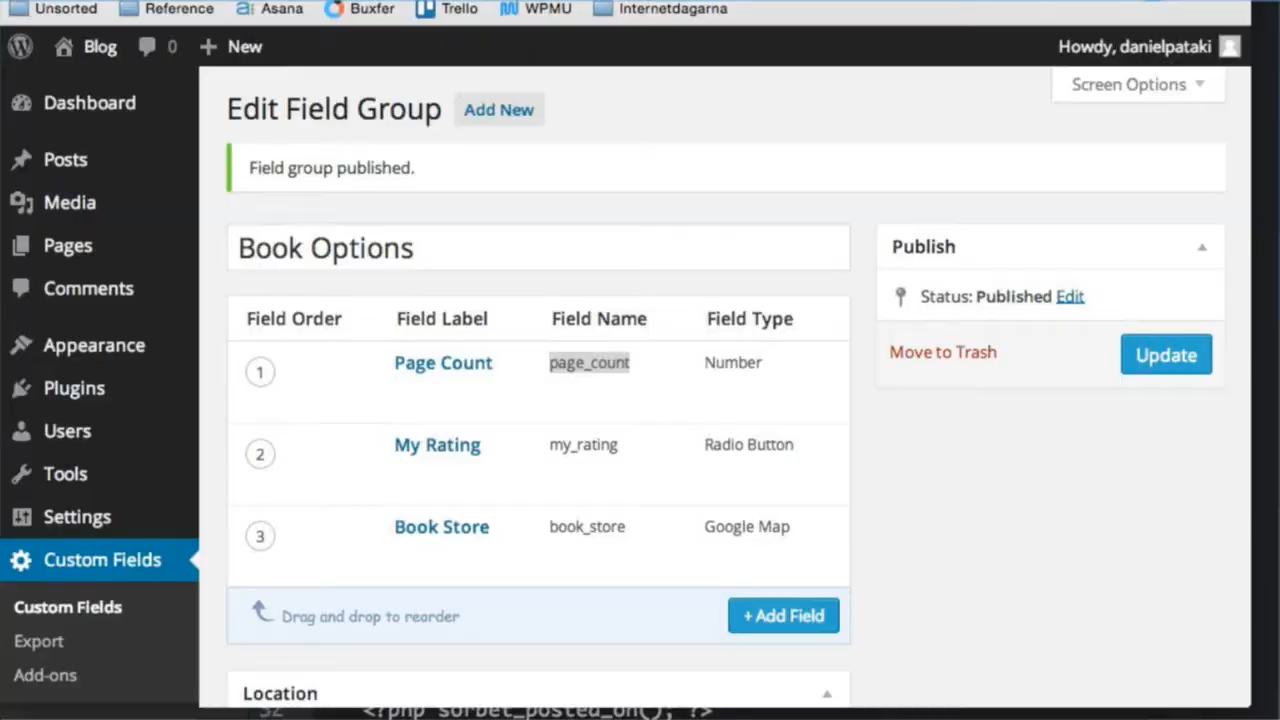 Unsorted Reference Asana Buxfer Trello WPMU Internetdagarna
Blog 0 + New Howdy, danielpataki
Screen Options
Dashboard
Posts
Media
Pages
Comments
Appearance
Plugins
Users
Tools
Settings
Custom Fields
Custom Fields
Export
Add-ons
Edit Field Group Add New
Field group published.
Book Options
Field Order Field Label Field Name Field Type
1 Page Count page_count Number
2 My Rating my_rating Radio Button
3 Book Store book_store Google Map
Drag and drop to reorder + Add Field
Location
Publish
Status: Published Edit
Move to Trash Update
32 <?php sorbet_posted_on(); ?>